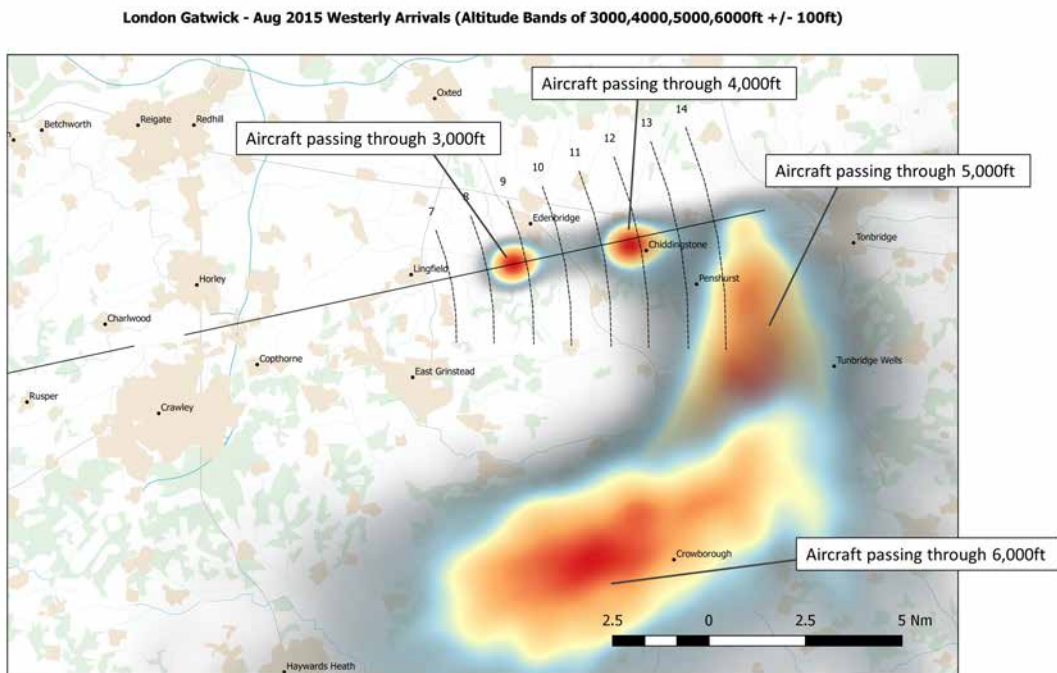 London Gatwick - Aug 2015 Westerly Arrivals (Altitude Bands of 3000,4000,5000,6000ft +/- 100ft)
Aircraft passing through 4,000ft
Oxted
Betchworth
Reigate
Redhill
Aircraft passing through 3,000ft
14
13
12
11
10
9
8
7
Aircraft passing through 5,000ft
Edenbridge
Chiddingstone
Tonbridge
Lingfield
Penshurst
Horley
Charlwood
Copthorne
East Grinstead
Tunbridge Wells
Rusper
Crawley
Crowborough
Aircraft passing through 6,000ft
2.5 0 2.5 5 Nm
Haywards Heath